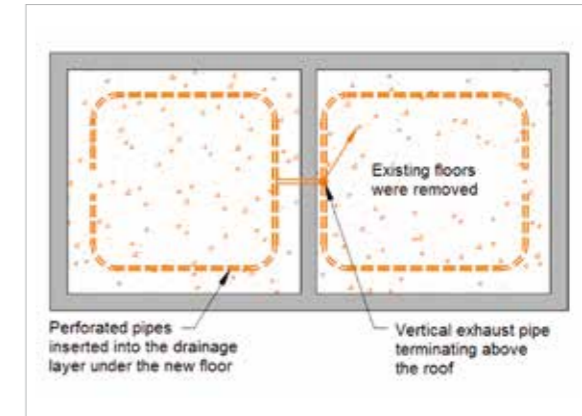 Existing floors
were removed
Perforated pipes
inserted into the drainage
layer under the new floor
Vertical exhaust pipe
terminating above
the roof